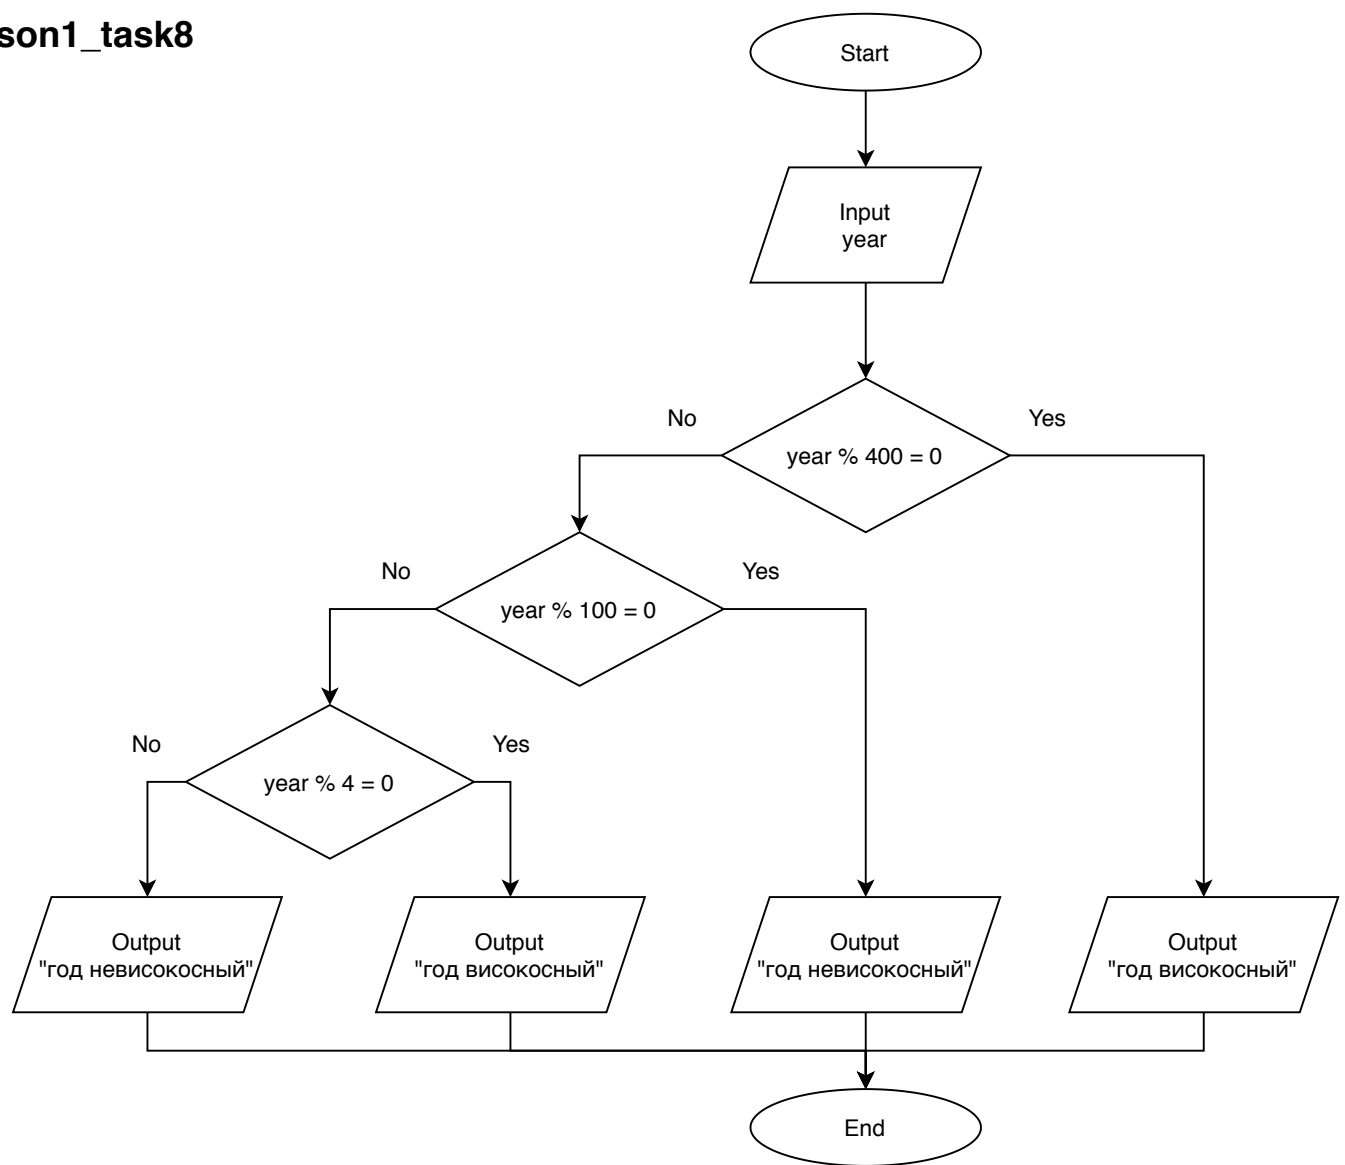 son1_task8
Start
Input
year
No
year % 400 = 0
Yes
No
year % 100 = 0
Yes
No
year % 4 = 0
Yes
Output
"год невисокосный"
Output
"год високосный"
Output
"год невисокосный"
Output
"год високосный"
End